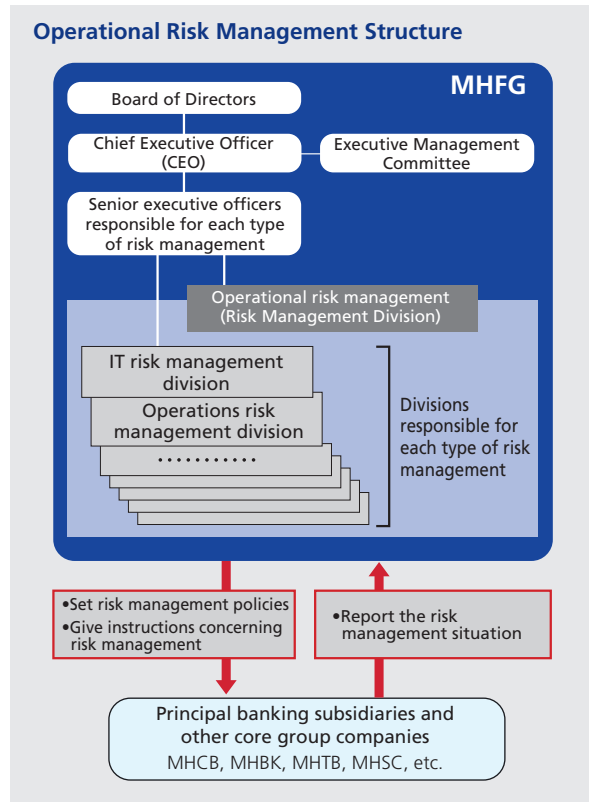 Operational Risk Management Structure
MHFG
Board of Directors
Chief Executive Officer
(CEO)
Executive Management
Committee
Senior executive officers
responsible for each type
of risk management
Operational risk management
(Risk Management Division)
IT risk management
division
Operations risk
management division
...........
Divisions
responsible for
each type of risk
management
•Set risk management policies
•Give instructions concerning
risk management
•Report the risk
management situation
Principal banking subsidiaries and
other core group companies
MHCB, MHBK, MHTB, MHSC, etc.